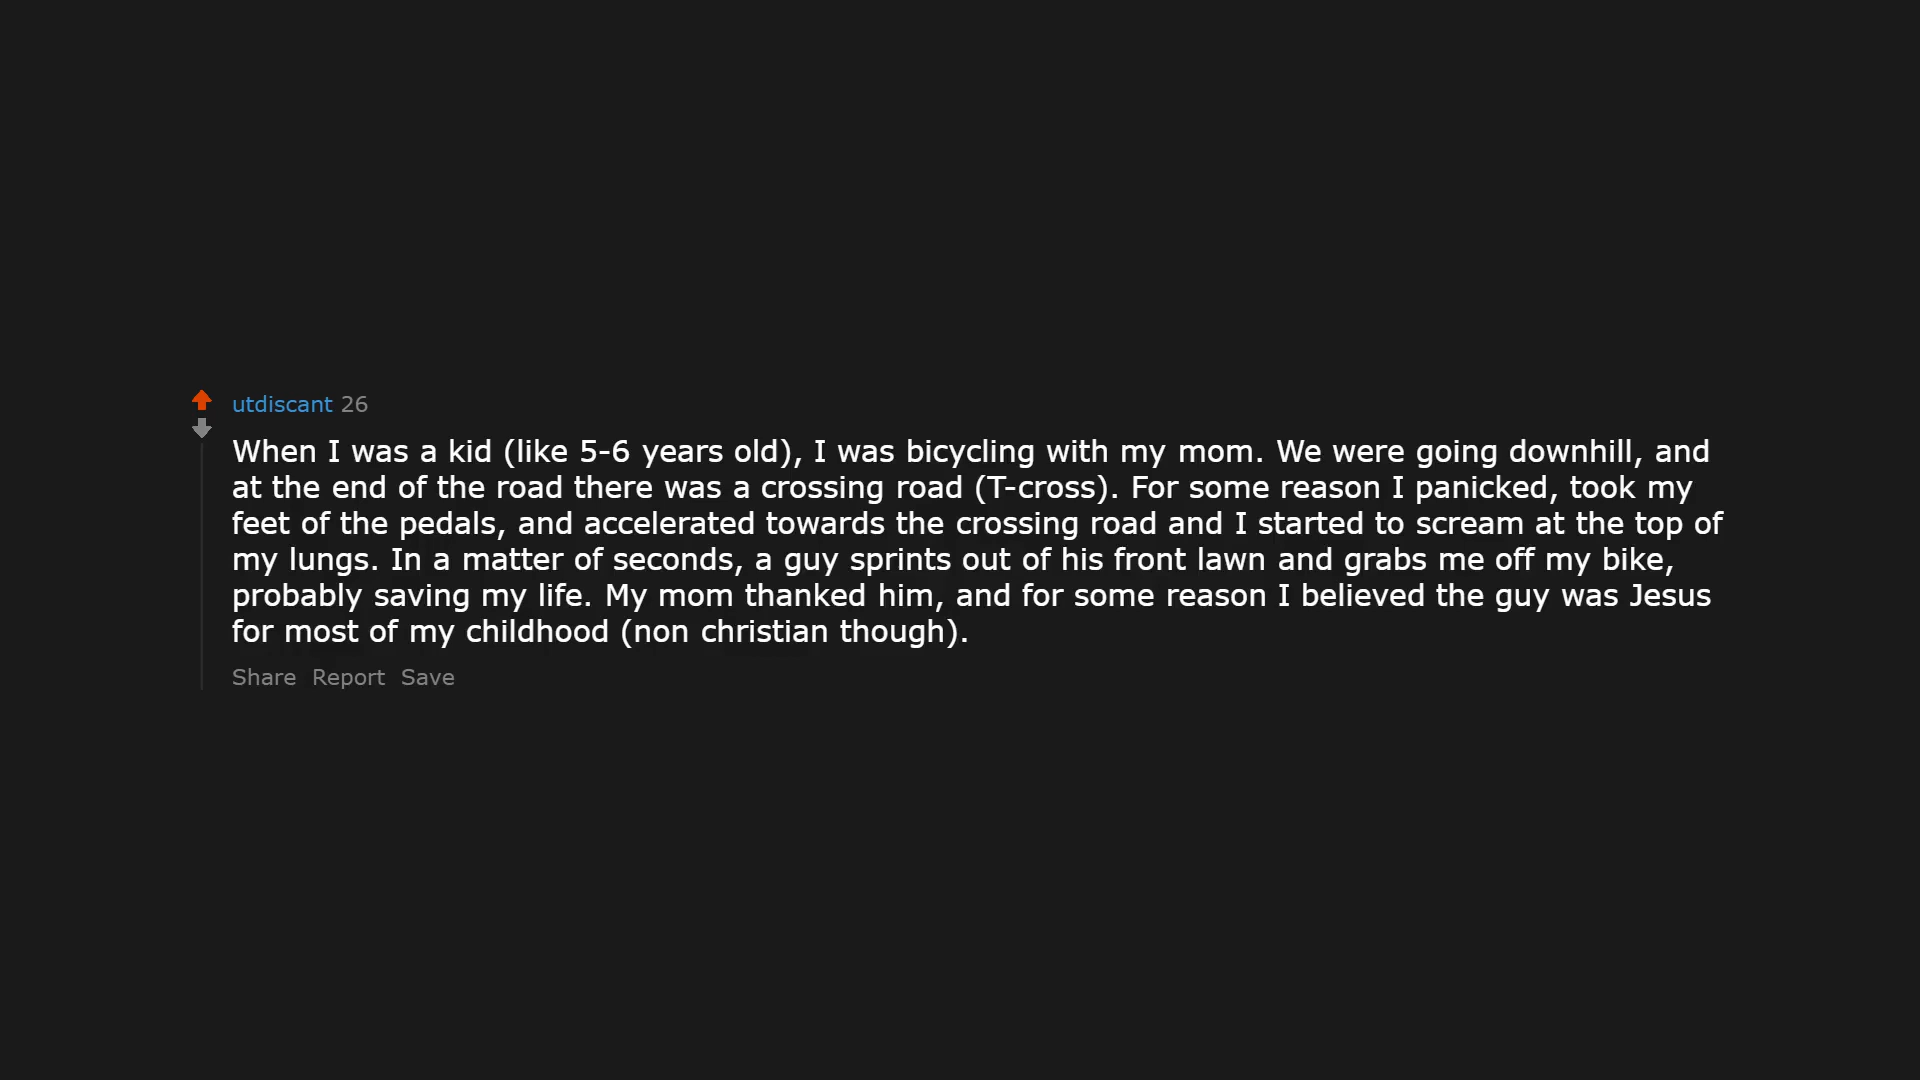 utdiscant 26
When I was a kid (like 5-6 years old), I was bicycling with my mom. We were going downhill, and
at the end of the road there was a crossing road (T-cross). For some reason I panicked, took my
feet of the pedals, and accelerated towards the crossing road and I started to scream at the top of
my lungs. In a matter of seconds, a guy sprints out of his front lawn and grabs me off my bike,
probably saving my life. My mom thanked him, and for some reason I believed the guy was Jesus
for most of my childhood (non christian though).
Share Report Save